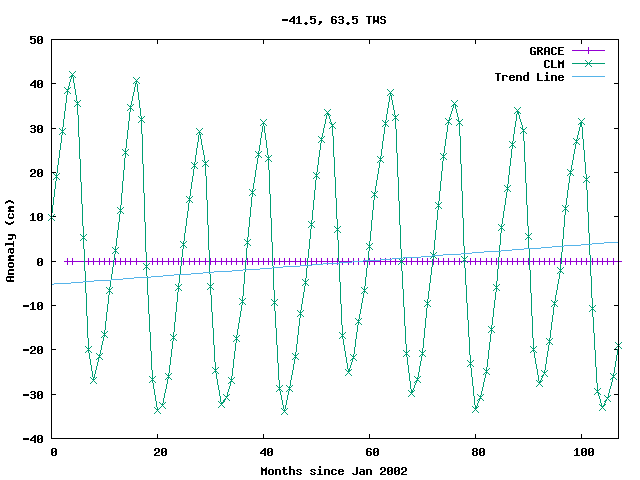 -41.5, 63.5 TWS
GRACE
CLM
Trend Line
50
40
30
20
10
0
-10
-20
-30
-40
Anomaly (cm)
0 20 40 60 80 100
Months since Jan 2002